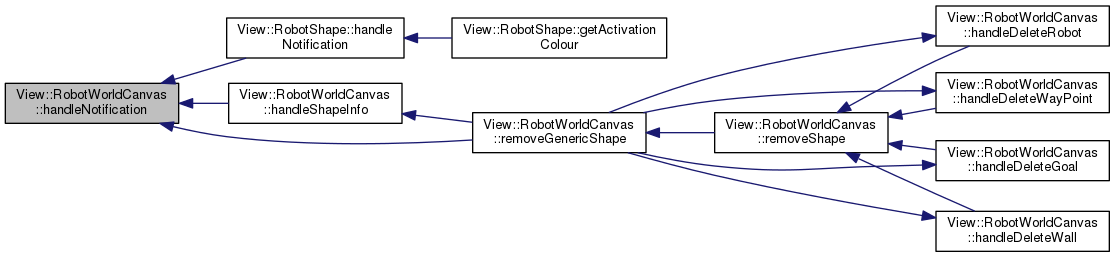 View::RobotWorldCanvas
::handleNotification
View::RobotShape::handle
Notification
View::RobotShape::getActivation
Colour
View::RobotWorldCanvas
::handleShapeInfo
View::RobotWorldCanvas
::removeGenericShape
View::RobotWorldCanvas
::removeShape
View::RobotWorldCanvas
::handleDeleteRobot
View::RobotWorldCanvas
::handleDeleteWayPoint
View::RobotWorldCanvas
::handleDeleteGoal
View::RobotWorldCanvas
::handleDeleteWall